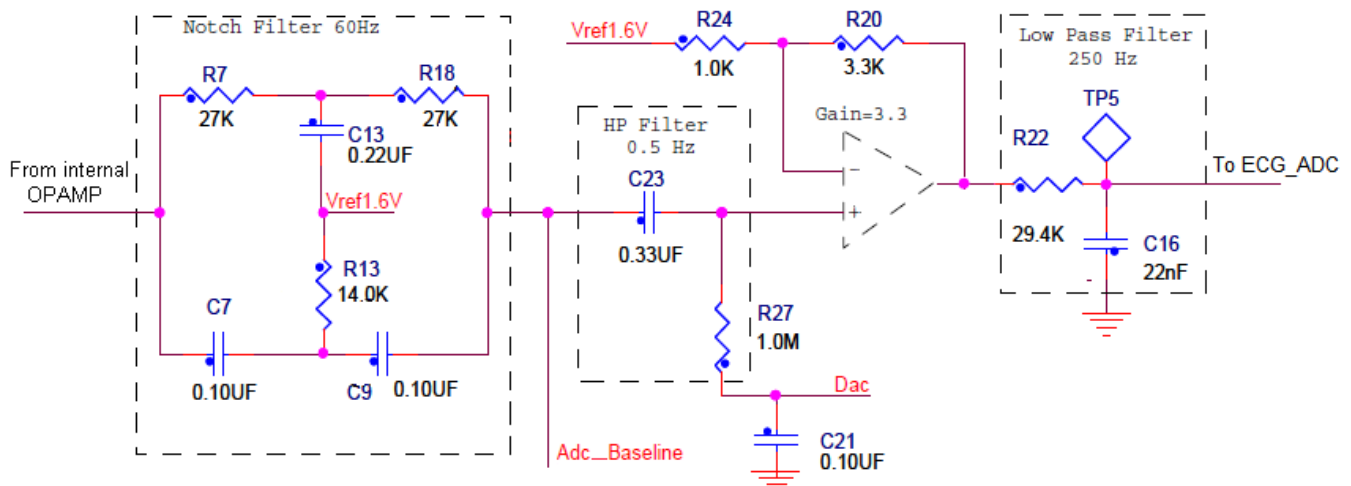 Notch Filter 60Hz
R7
27K
R18
27K
C13
0.22UF
From internal
OPAMP
Vref1.6V
R13
14.0K
C7
0.10UF
C9
0.10UF
Adc_Baseline
HP Filter
0.5 Hz
C23
0.33UF
R27
1.0M
Dac
C21
0.10UF
Vref1.6V
R24
1.0K
R20
3.3K
Gain=3.3
-
+
Low Pass Filter
250 Hz
TP5
R22
29.4K
C16
22nF
To ECG_ADC